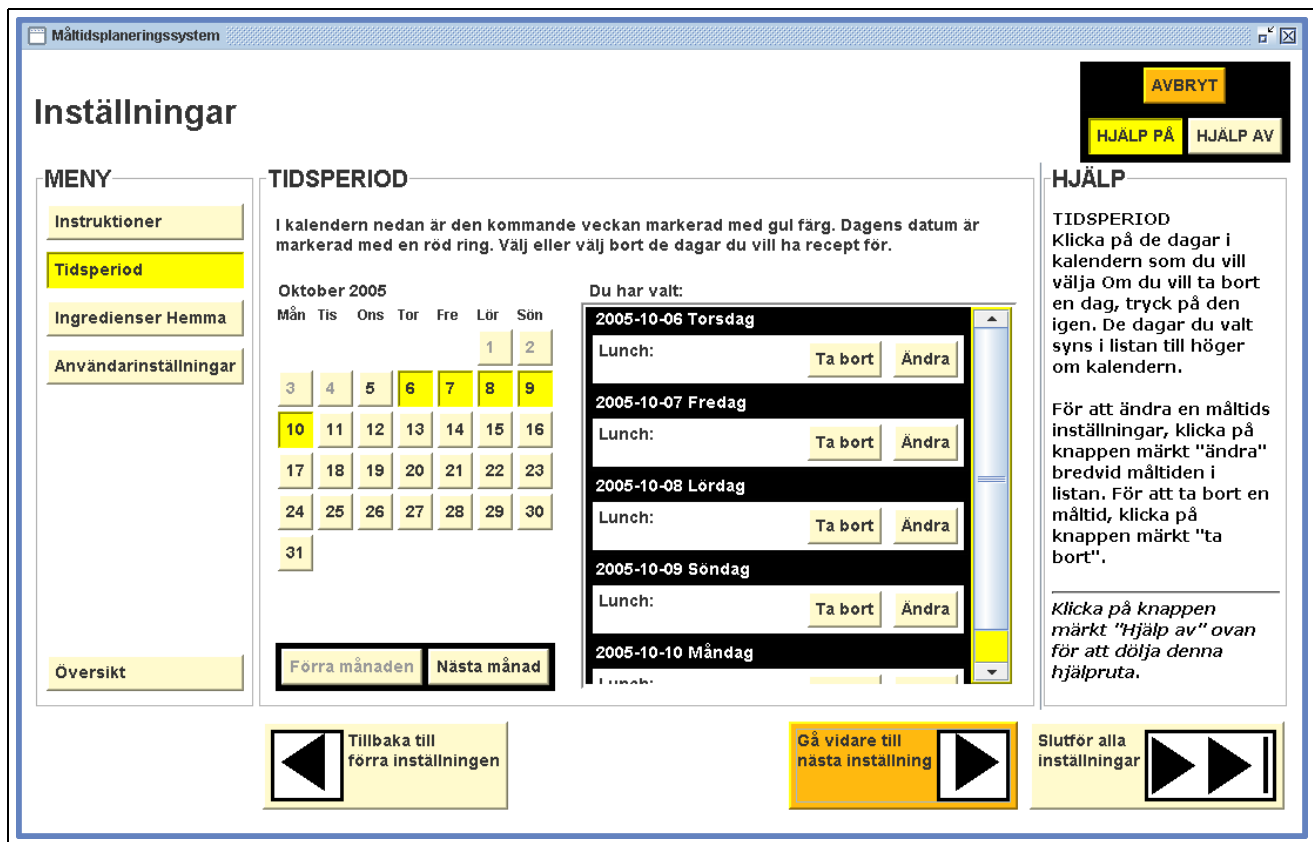 Måltidsplaneringssystem
Inställningar
AVBRYT
HJÄLP PÅ HJÄLP AV
MENY
Instruktioner
Tidsperiod
Ingredienser Hemma
Användarinställningar
Översikt
TIDSPERIOD
I kalendern nedan är den kommande veckan markerad med gul färg. Dagens datum är
markerad med en röd ring. Välj eller välj bort de dagar du vill ha recept för.
Oktober 2005
Mån Tis Ons Tor Fre Lör Sön
1 2
3 4 5 6 7 8 9
10 11 12 13 14 15 16
17 18 19 20 21 22 23
24 25 26 27 28 29 30
31
Förra månaden Nästa månad
Du har valt:
2005-10-06 Torsdag
Lunch: Ta bort Ändra
2005-10-07 Fredag
Lunch: Ta bort Ändra
2005-10-08 Lördag
Lunch: Ta bort Ändra
2005-10-09 Söndag
Lunch: Ta bort Ändra
2005-10-10 Måndag
Lunch:
HJÄLP
TIDSPERIOD
Klicka på de dagar i
kalendern som du vill
välja Om du vill ta bort
en dag, tryck på den
igen. De dagar du valt
syns i listan till höger
om kalendern.
För att ändra en måltids
inställningar, klicka på
knappen märkt "ändra"
bredvid måltiden i
listan. För att ta bort en
måltid, klicka på
knappen märkt "ta
bort".
Klicka på knappen
märkt "Hjälp av" ovan
för att dölja denna
hjälpruta.
Tillbaka till
förra inställningen
Gå vidare till
nästa inställning
Slutför alla
inställningar